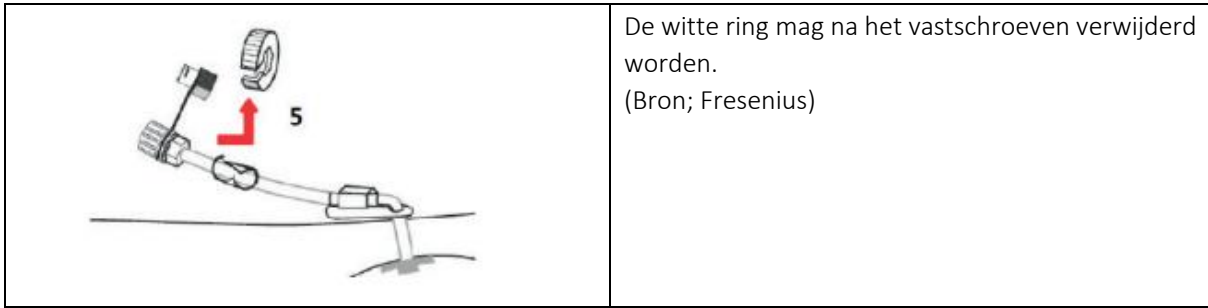 5
De witte ring mag na het vastschroeven verwijderd
worden.
(Bron; Fresenius)